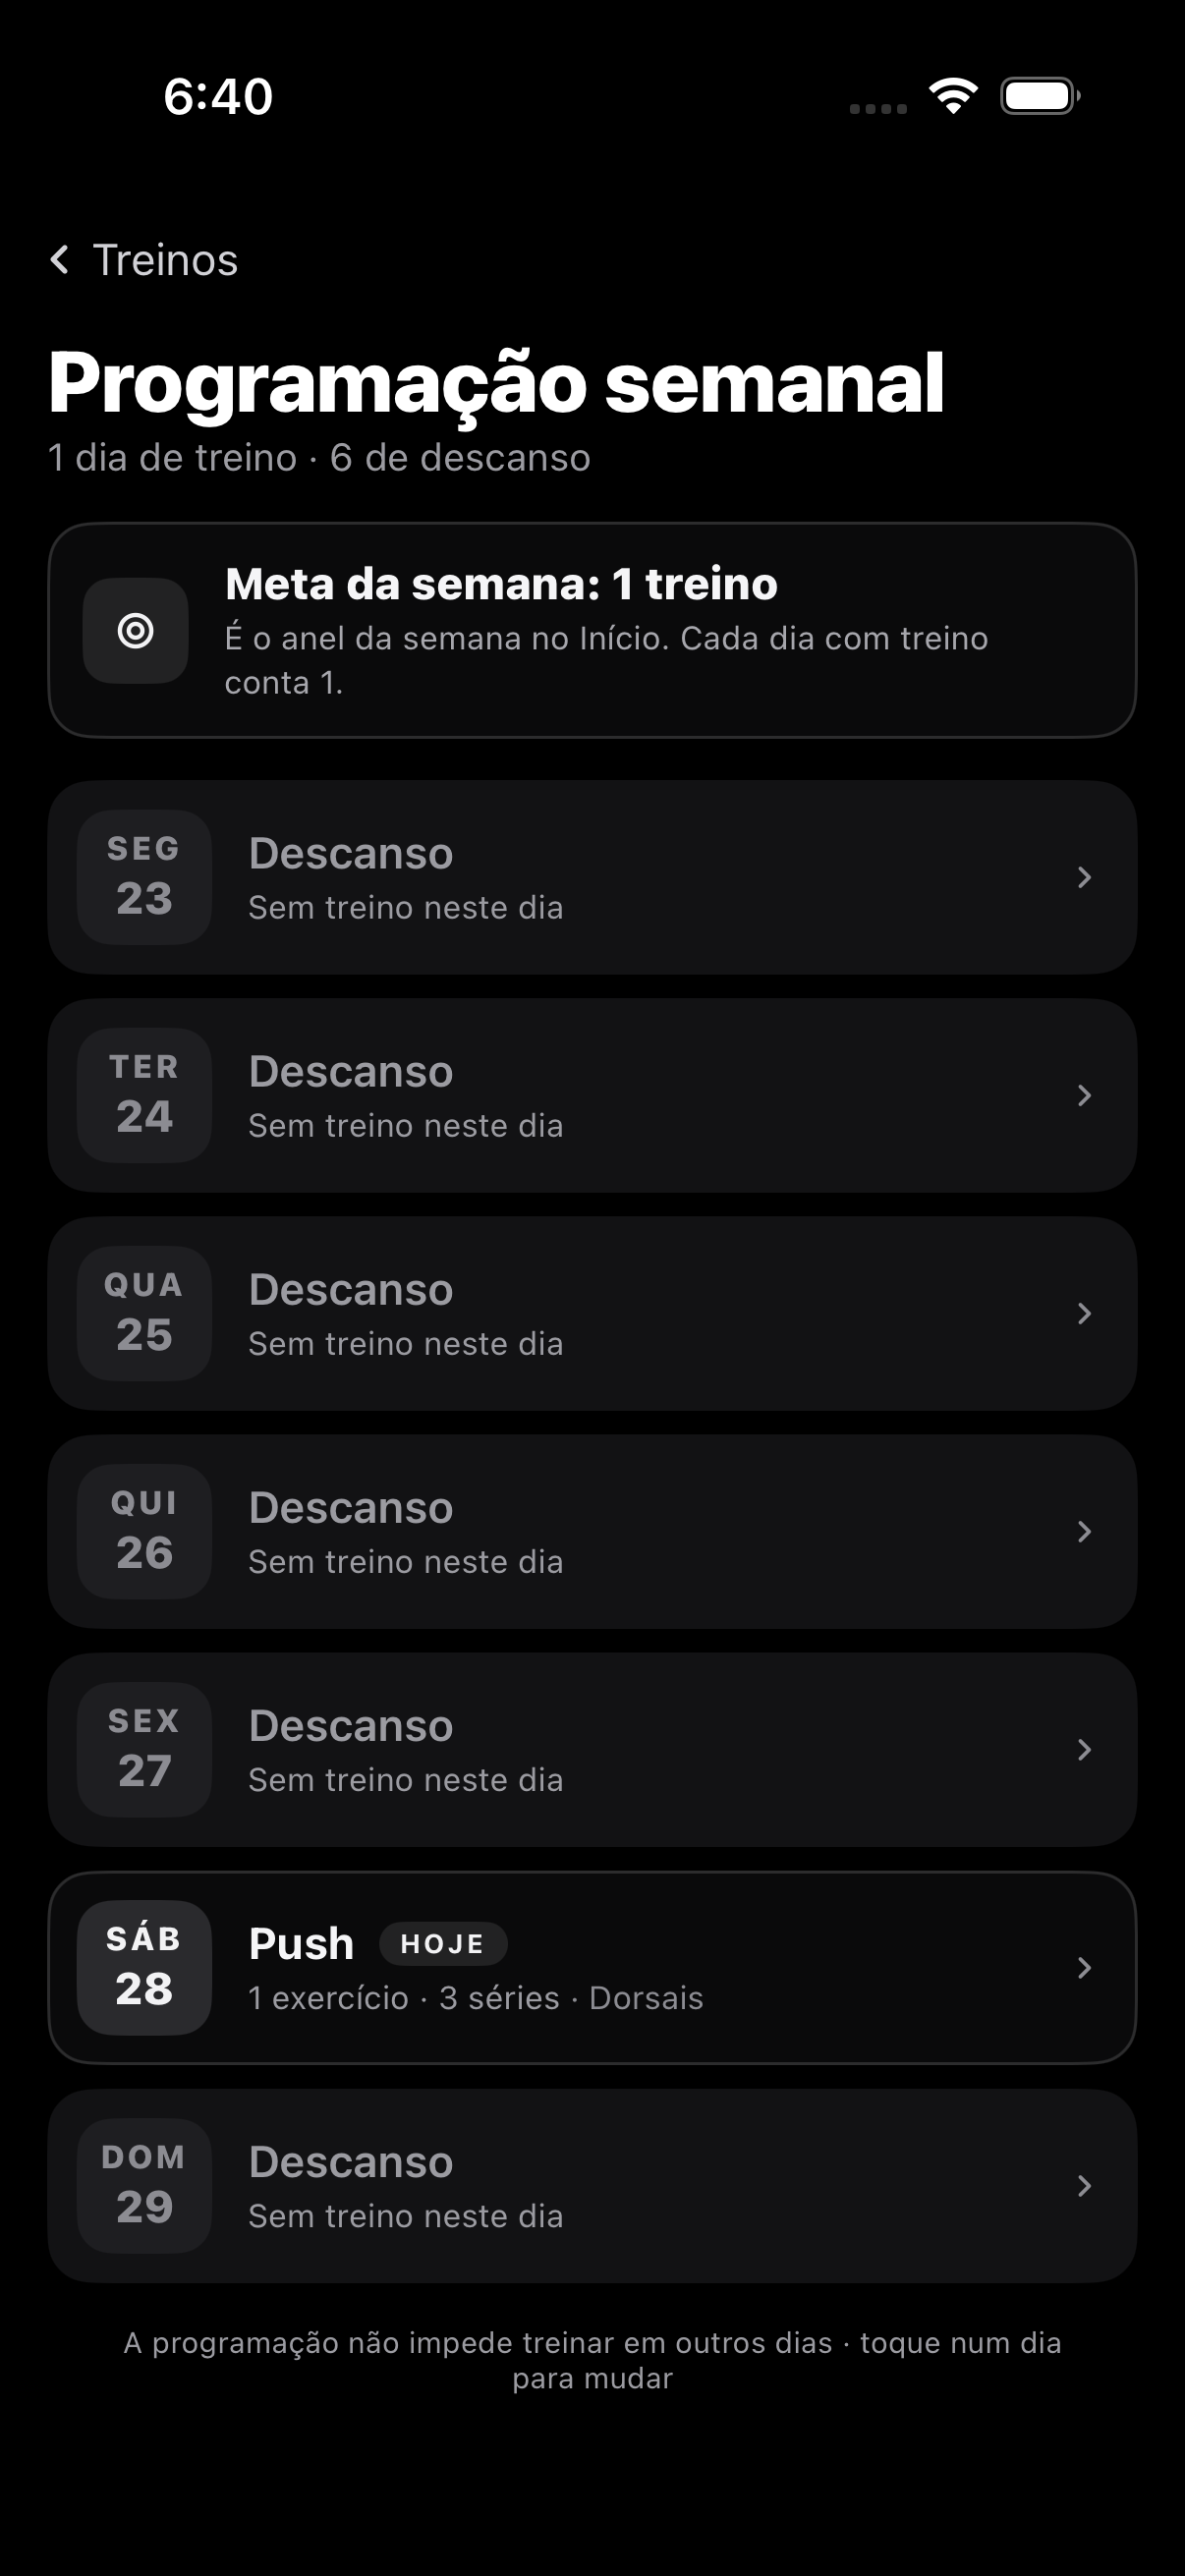 6:40
Treinos
Programação semanal
1 dia de treino · 6 de descanso
Meta da semana: 1 treino
É o anel da semana no Início. Cada dia com treino
conta 1.
SEG
23
Descanso
Sem treino neste dia
TER
24
Descanso
Sem treino neste dia
QUA
25
Descanso
Sem treino neste dia
QUI
26
Descanso
Sem treino neste dia
SEX
27
Descanso
Sem treino neste dia
SÁB
28
Push HOJE
1 exercício · 3 séries · Dorsais
DOM
29
Descanso
Sem treino neste dia
A programação não impede treinar em outros dias · toque num dia
para mudar